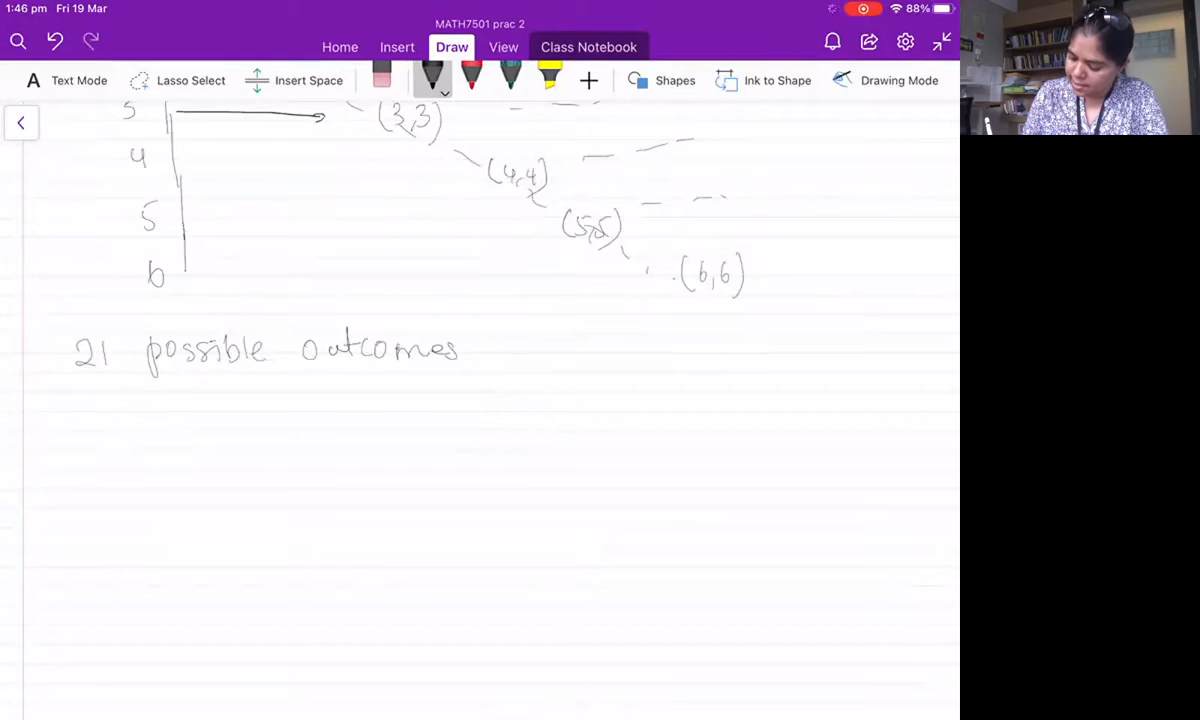 1:46 pm Fri 19 Mar 88%
MATH7501 prac 2
Home Insert Draw View Class Notebook
A Text Mode Lasso Select Insert Space Shapes Ink to Shape Drawing Mode
3 (3,3)
4 (4,4)
5 (5,5)
6 (6,6)
21 possible outcomes